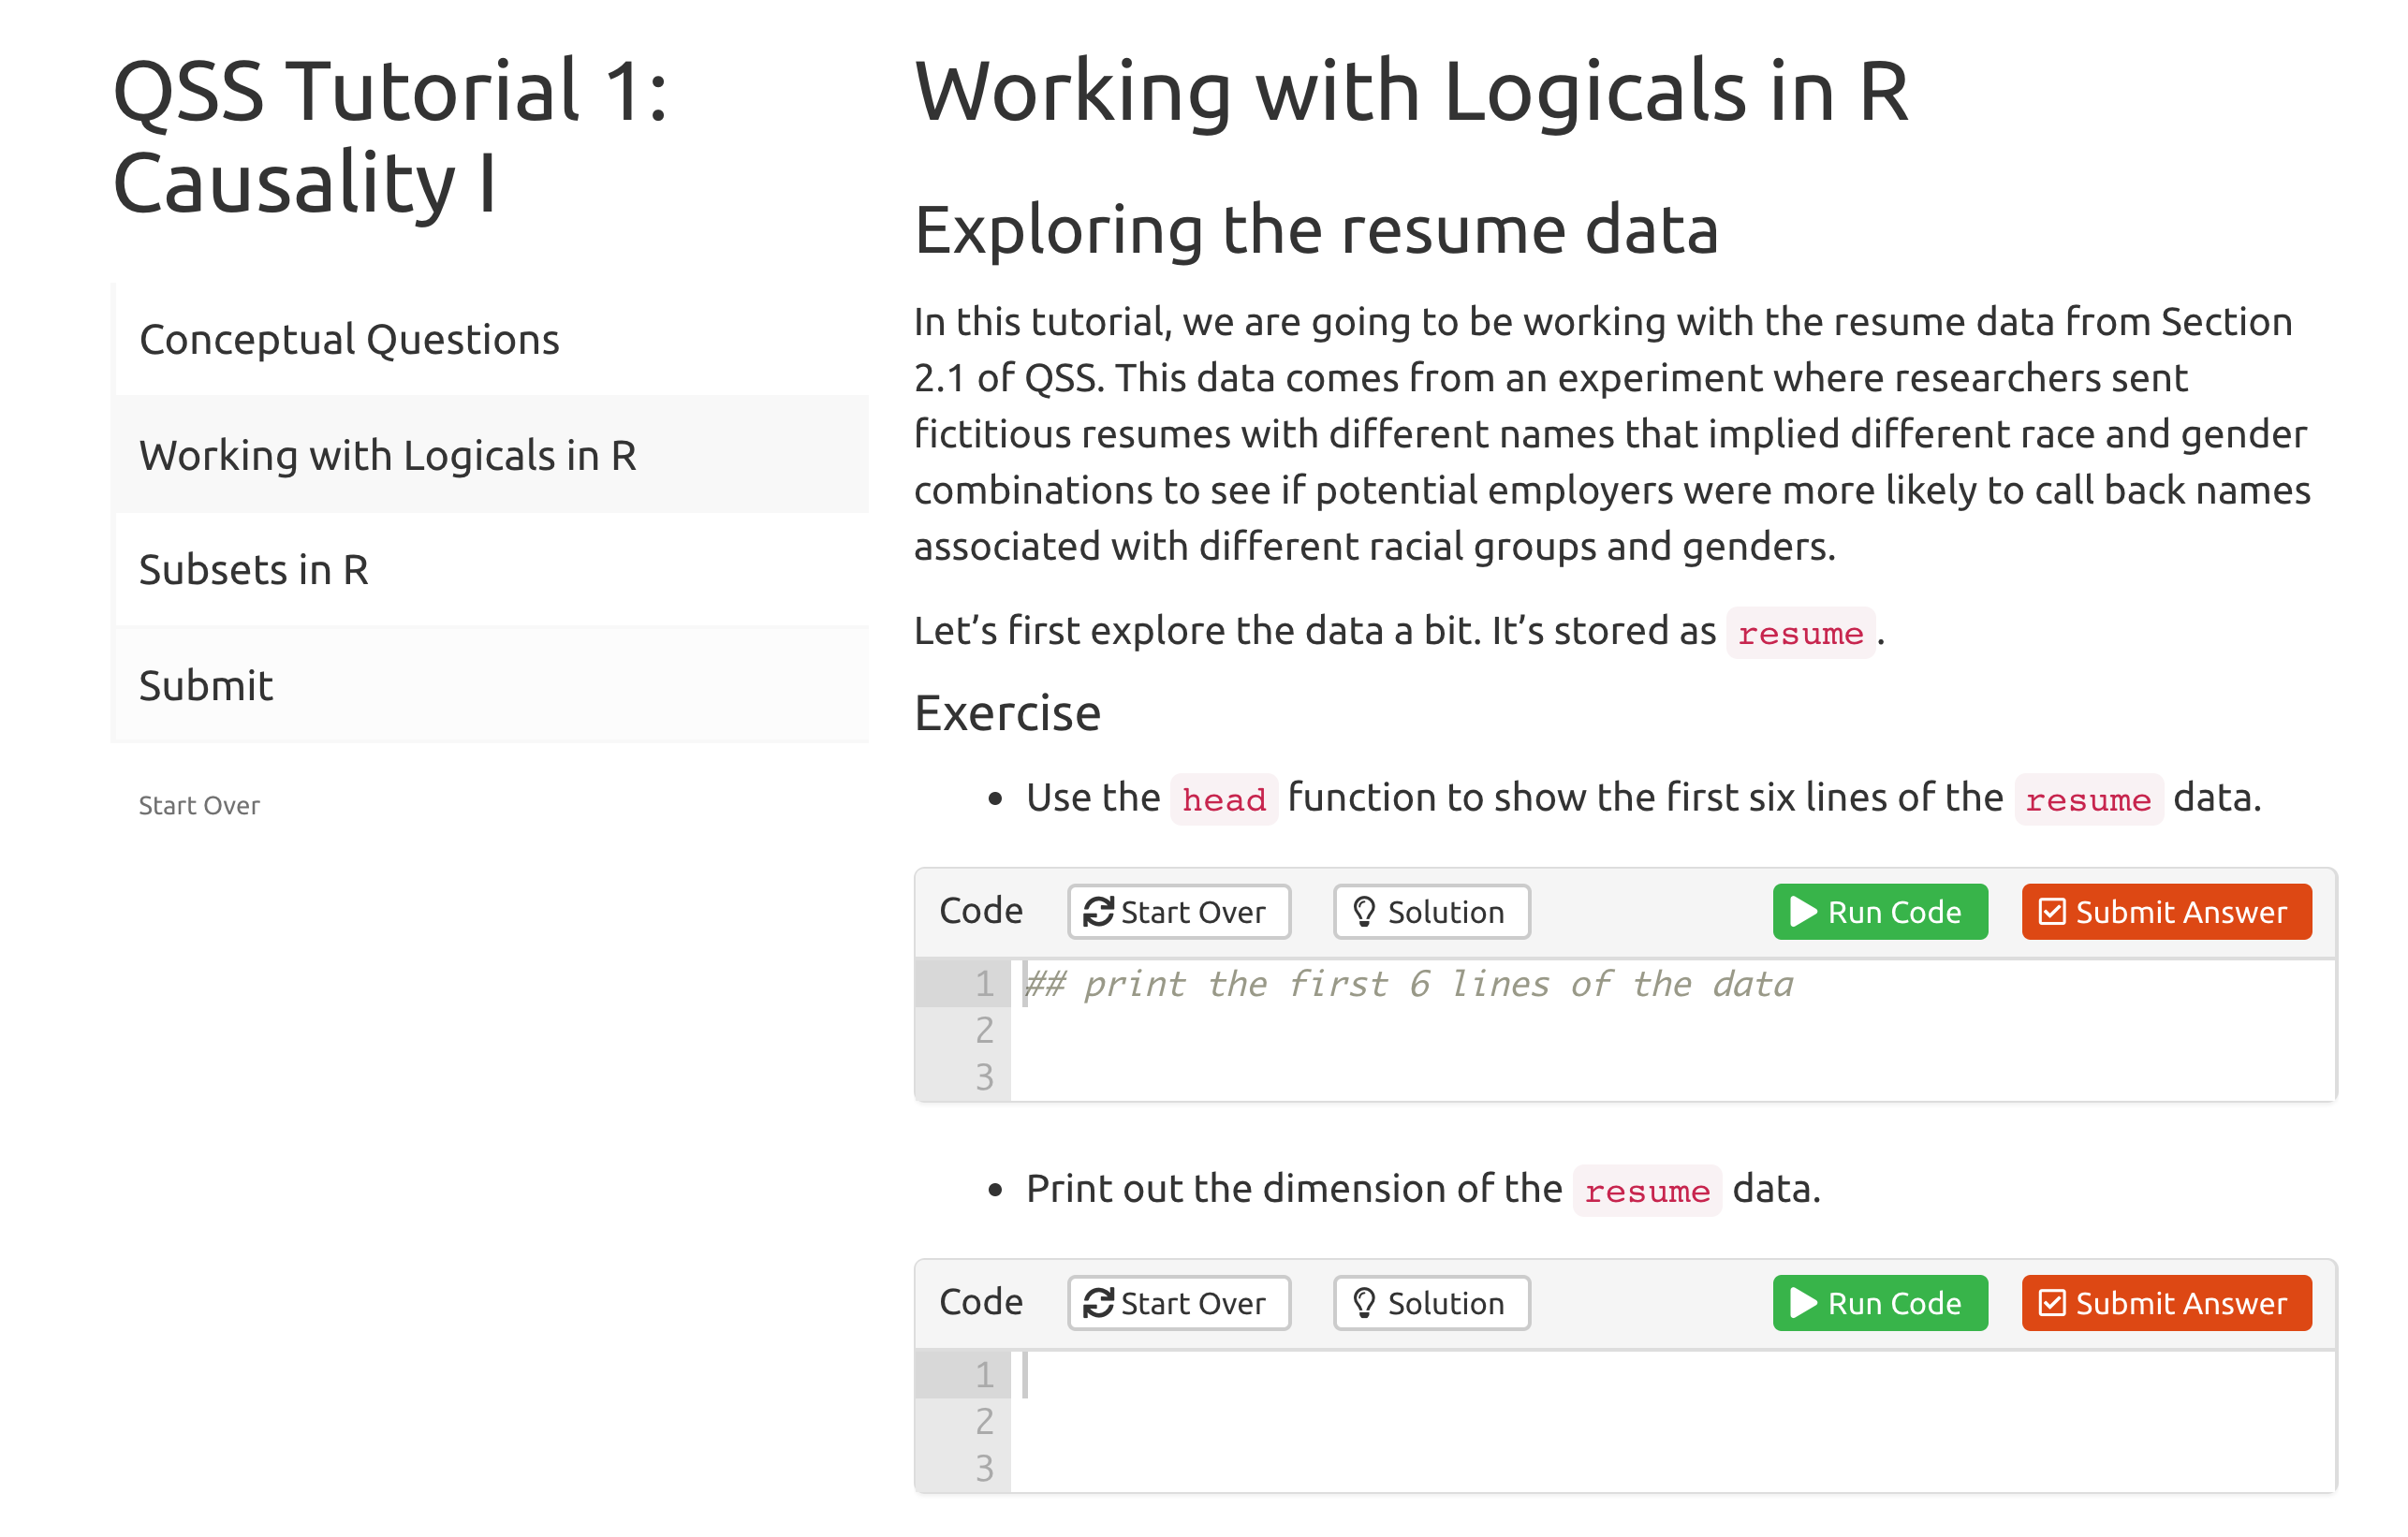 QSS Tutorial 1:
Causality I
Conceptual Questions
Working with Logicals in R
Subsets in R
Submit
Start Over
Working with Logicals in R
Exploring the resume data
In this tutorial, we are going to be working with the resume data from Section
2.1 of QSS. This data comes from an experiment where researchers sent
fictitious resumes with different names that implied different race and gender
combinations to see if potential employers were more likely to call back names
associated with different racial groups and genders.
Let’s first explore the data a bit. It’s stored as resume.
Exercise
• Use the head function to show the first six lines of the resume data.
Code Start Over Solution Run Code Submit Answer
1 ## print the first 6 lines of the data
2
3
• Print out the dimension of the resume data.
Code Start Over Solution Run Code Submit Answer
1
2
3